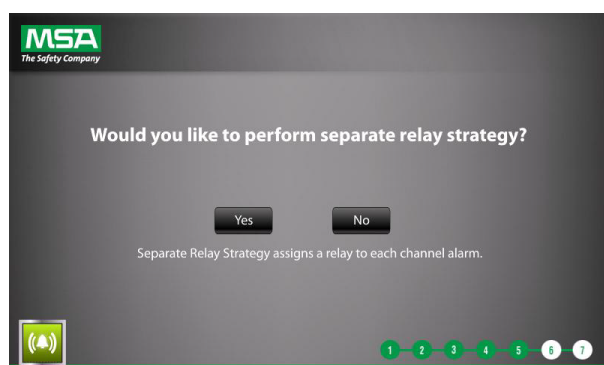 MSA
The Safety Company
Would you like to perform separate relay strategy?
Yes No
Separate Relay Strategy assigns a relay to each channel alarm.
1 2 3 4 5 6 7